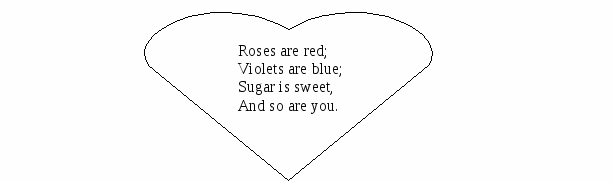 Roses are red;
Violets are blue;
Sugar is sweet,
And so are you.